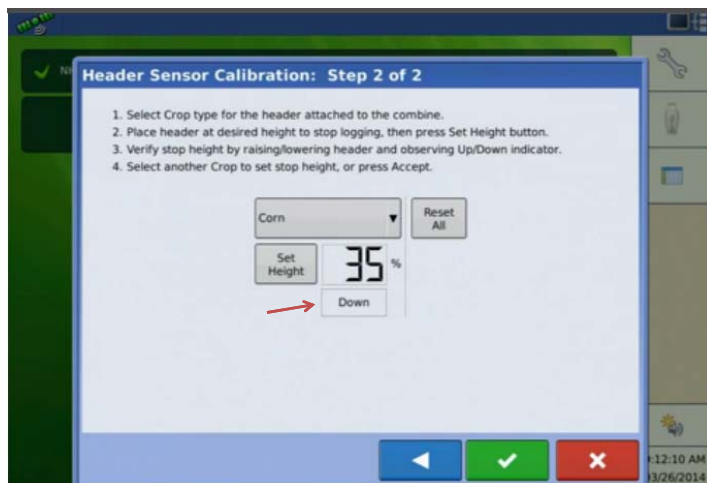 Header Sensor Calibration: Step 2 of 2
1. Select Crop type for the header attached to the combine.
2. Place header at desired height to stop logging, then press Set Height button.
3. Verify stop height by raising/lowering header and observing Up/Down indicator.
4. Select another Crop to set stop height, or press Accept.
Corn
Reset
All
Set
Height
35 %
Down
:12:10 AM
03/26/2014